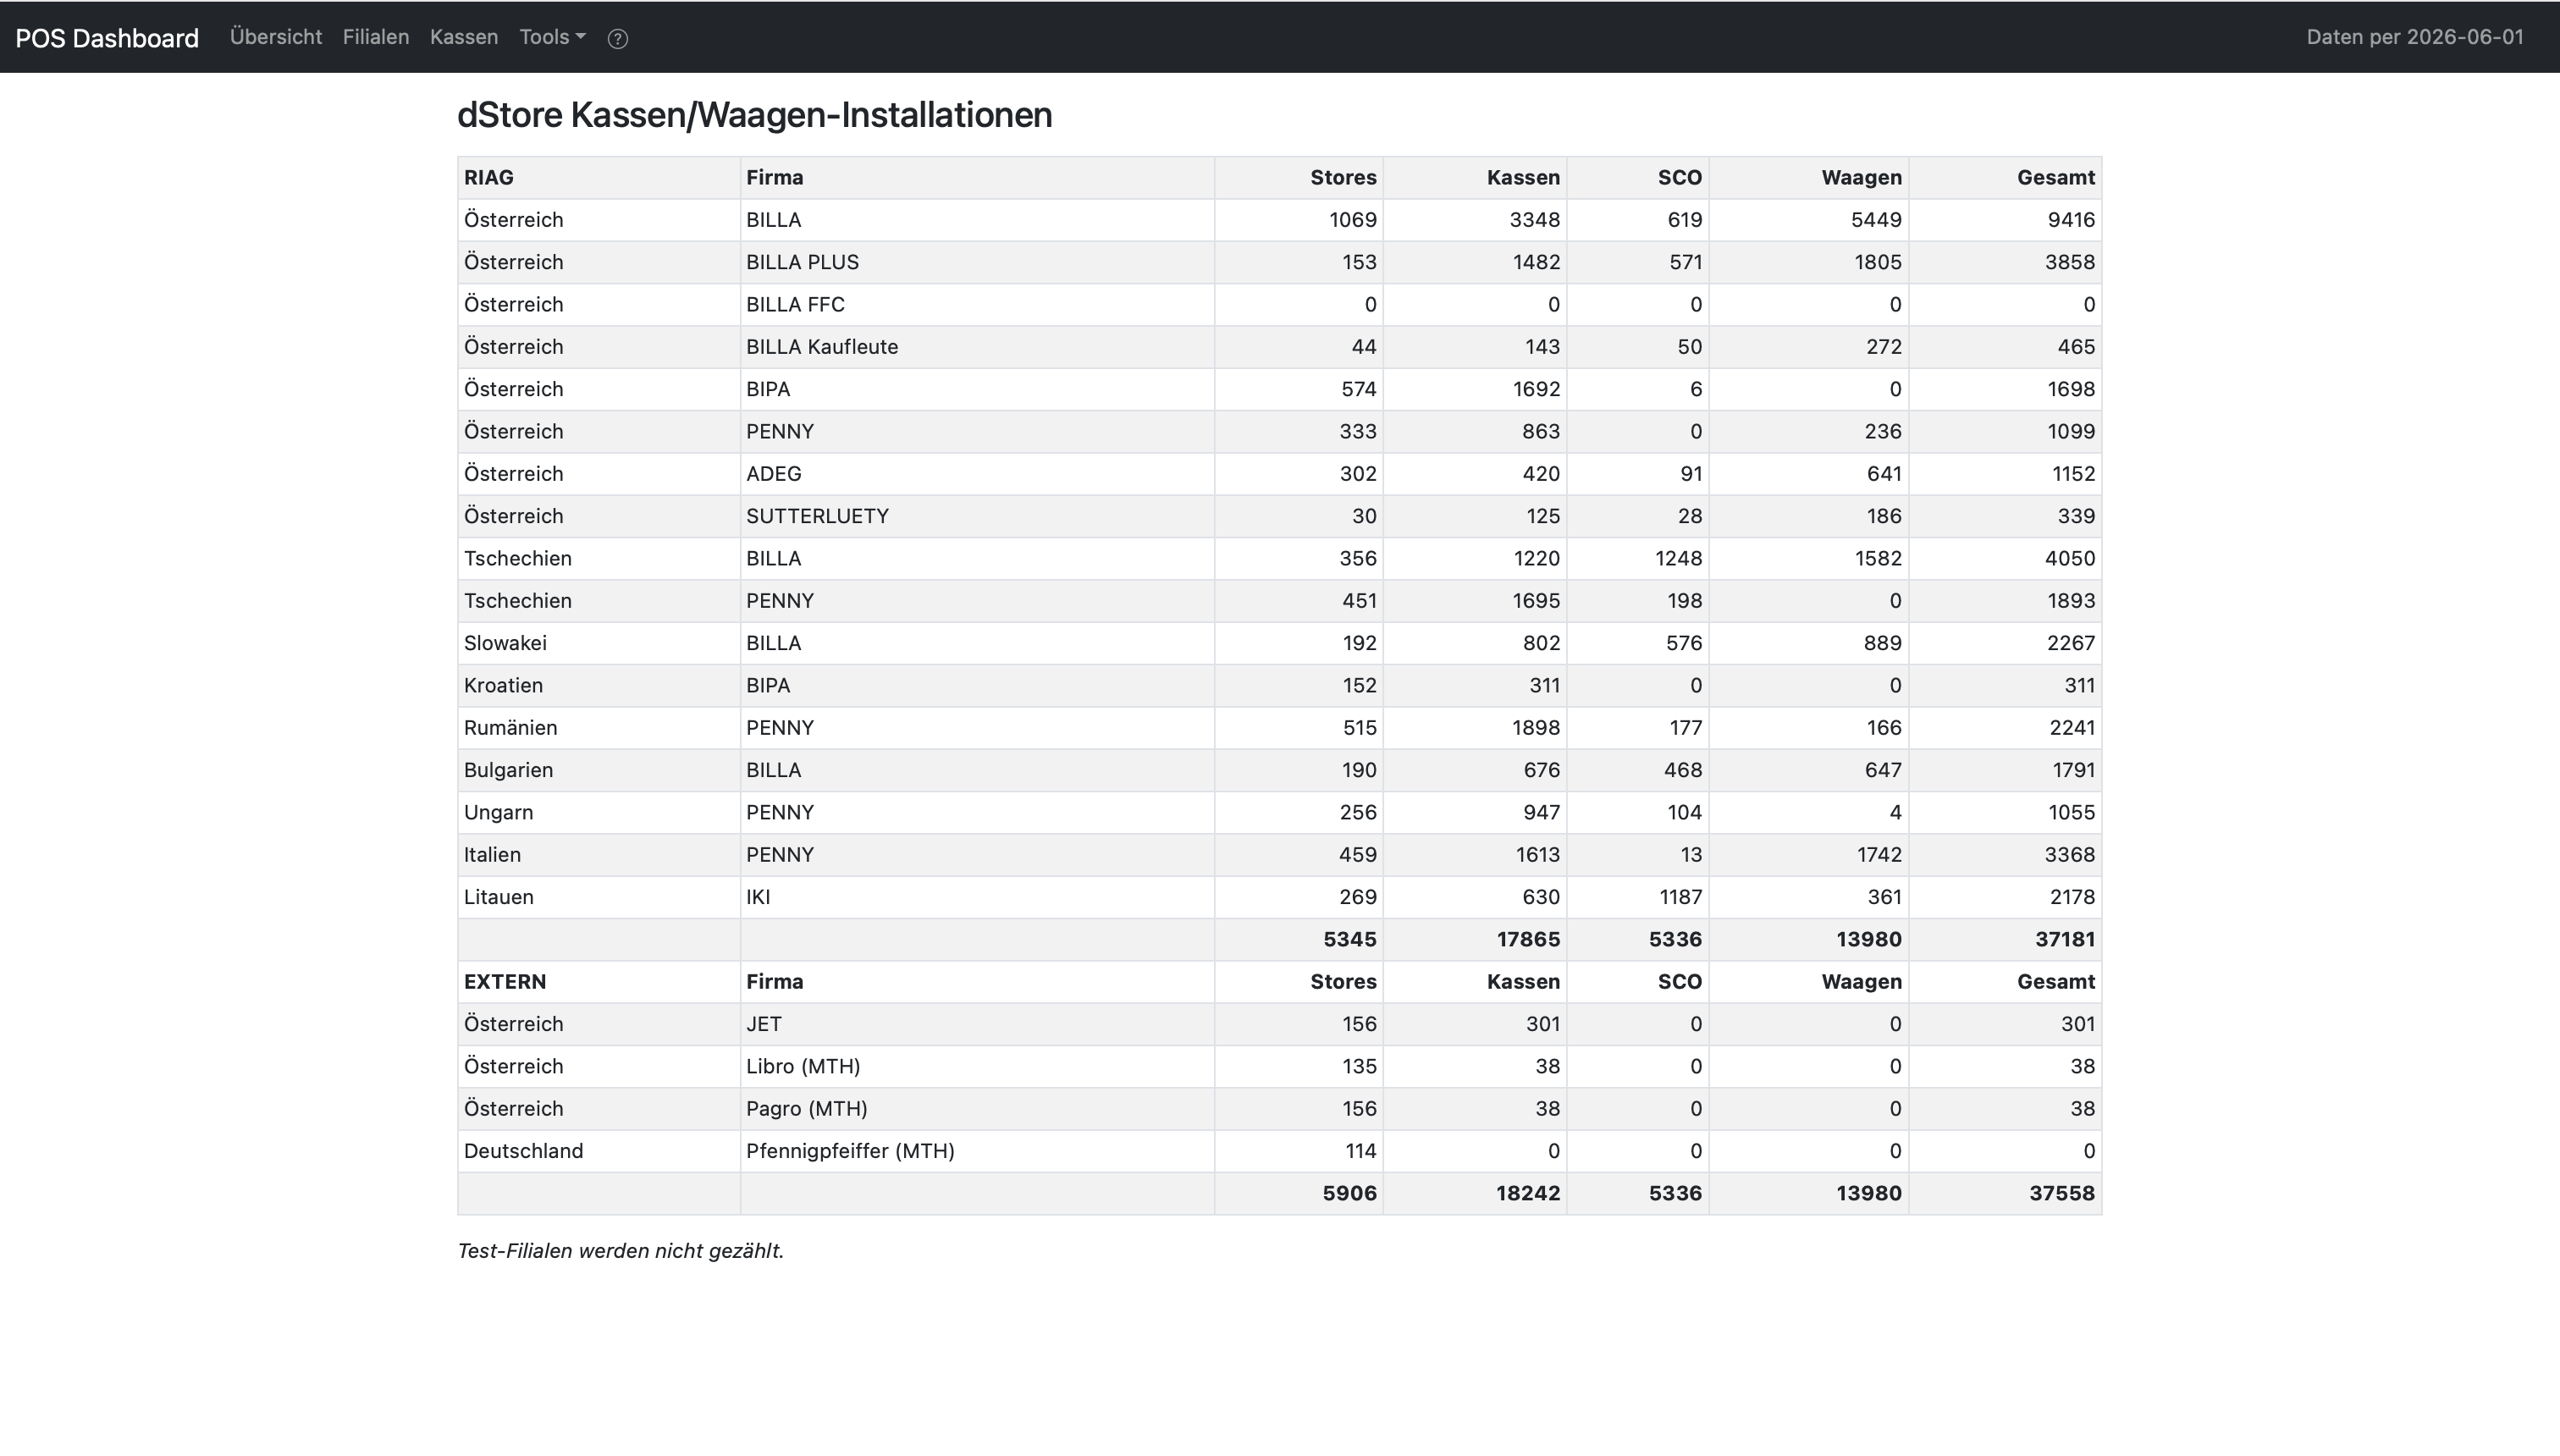 POS Dashboard Übersicht Filialen Kassen Tools Daten per 2026-06-01
dStore Kassen/Waagen-Installationen
RIAG Firma Stores Kassen SCO Waagen Gesamt
Österreich BILLA 1069 3348 619 5449 9416
Österreich BILLA PLUS 153 1482 571 1805 3858
Österreich BILLA FFC 0 0 0 0 0
Österreich BILLA Kaufleute 44 143 50 272 465
Österreich BIPA 574 1692 6 0 1698
Österreich PENNY 333 863 0 236 1099
Österreich ADEG 302 420 91 641 1152
Österreich SUTTERLUETY 30 125 28 186 339
Tschechien BILLA 356 1220 1248 1582 4050
Tschechien PENNY 451 1695 198 0 1893
Slowakei BILLA 192 802 576 889 2267
Kroatien BIPA 152 311 0 0 311
Rumänien PENNY 515 1898 177 166 2241
Bulgarien BILLA 190 676 468 647 1791
Ungarn PENNY 256 947 104 4 1055
Italien PENNY 459 1613 13 1742 3368
Litauen IKI 269 630 1187 361 2178
5345 17865 5336 13980 37181
EXTERN Firma Stores Kassen SCO Waagen Gesamt
Österreich JET 156 301 0 0 301
Österreich Libro (MTH) 135 38 0 0 38
Österreich Pagro (MTH) 156 38 0 0 38
Deutschland Pfennigpfeiffer (MTH) 114 0 0 0 0
5906 18242 5336 13980 37558
Test-Filialen werden nicht gezählt.